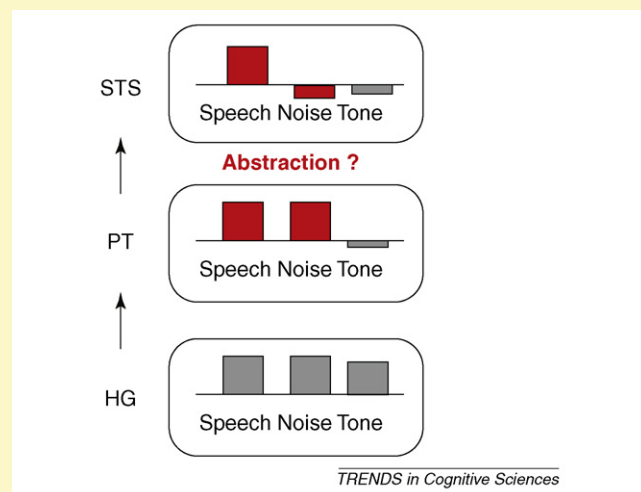 STS
Speech Noise Tone
Abstraction ?
PT
Speech Noise Tone
HG
Speech Noise Tone
TRENDS in Cognitive Sciences